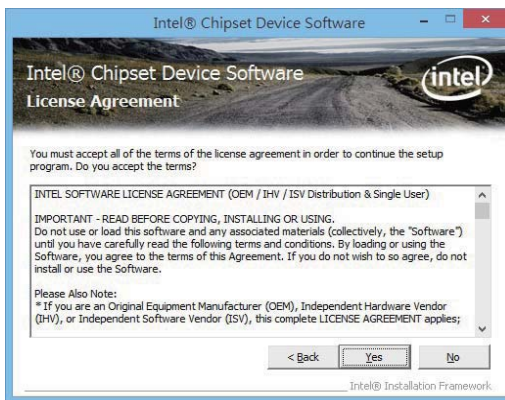 Intel® Chipset Device Software
Intel® Chipset Device Software
License Agreement
intel
You must accept all of the terms of the license agreement in order to continue the setup
program. Do you accept the terms?
INTEL SOFTWARE LICENSE AGREEMENT (OEM / IHV / ISV Distribution & Single User)
IMPORTANT - READ BEFORE COPYING, INSTALLING OR USING.
Do not use or load this software and any associated materials (collectively, the "Software")
until you have carefully read the following terms and conditions. By loading or using the
Software, you agree to the terms of this Agreement. If you do not wish to so agree, do not
install or use the Software.
Please Also Note:
* If you are an Original Equipment Manufacturer (OEM), Independent Hardware Vendor
(IHV), or Independent Software Vendor (ISV), this complete LICENSE AGREEMENT applies;
< Back Yes No
Intel® Installation Framework